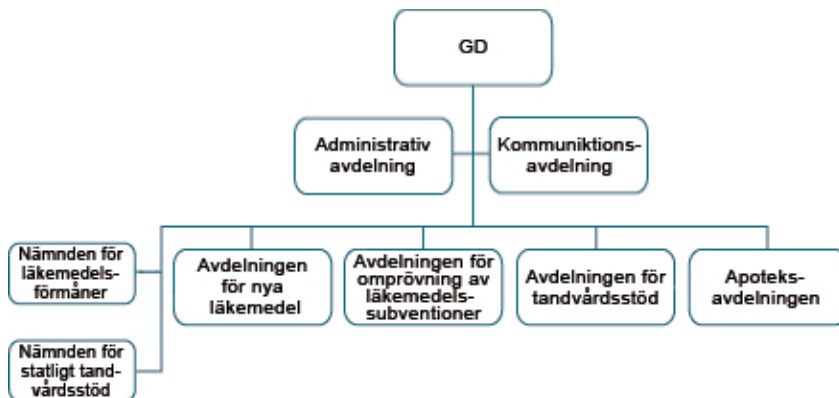 GD
Administrativ
avdelning
Kommuniktions-
avdelning
Nämnden för
läkemedels-
förmåner
Avdelningen
för nya
läkemedel
Avdelningen för
omprövning av
läkemedels-
subventioner
Avdelningen för
tandvårdsstöd
Apoteks-
avdelningen
Nämnden för
statligt tand-
vårdsstöd